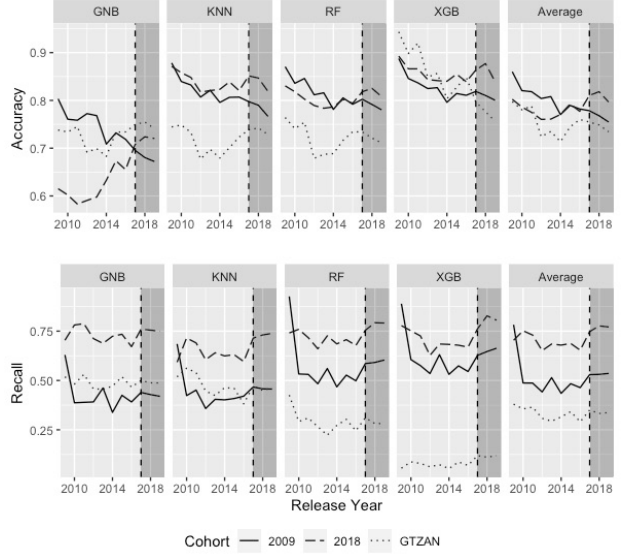 GNB KNN RF XGB Average
0.9
0.8
0.7
0.6
Accuracy
2010 2014 2018 2010 2014 2018 2010 2014 2018 2010 2014 2018 2010 2014 2018
GNB KNN RF XGB Average
0.75
0.50
0.25
Recall
2010 2014 2018 2010 2014 2018 2010 2014 2018 2010 2014 2018 2010 2014 2018
Release Year
Cohort 2009 2018 GTZAN